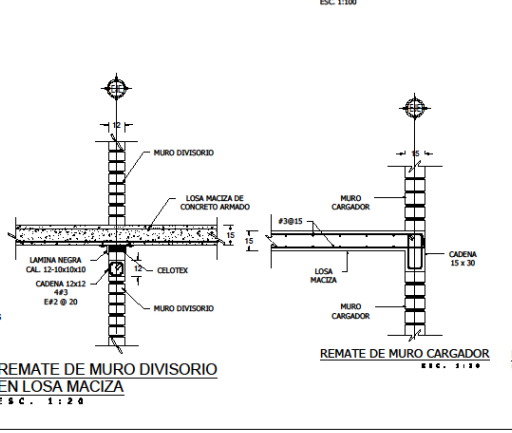 ESC. 1:100
12
MURO DIVISORIO
LOSA MACIZA DE
CONCRETO ARMADO
15
LAMINA NEGRA
CAL. 12-10x10x10
CELOTEX
12
CADENA 12x12
4#3
E#2 @ 20
MURO DIVISORIO
REMATE DE MURO DIVISORIO
EN LOSA MACIZA
ESC. 1:20
15
MURO
CARGADOR
#3@15
15
CADENA
15 x 30
LOSA
MACIZA
MURO
CARGADOR
REMATE DE MURO CARGADOR
ESC. 1:20